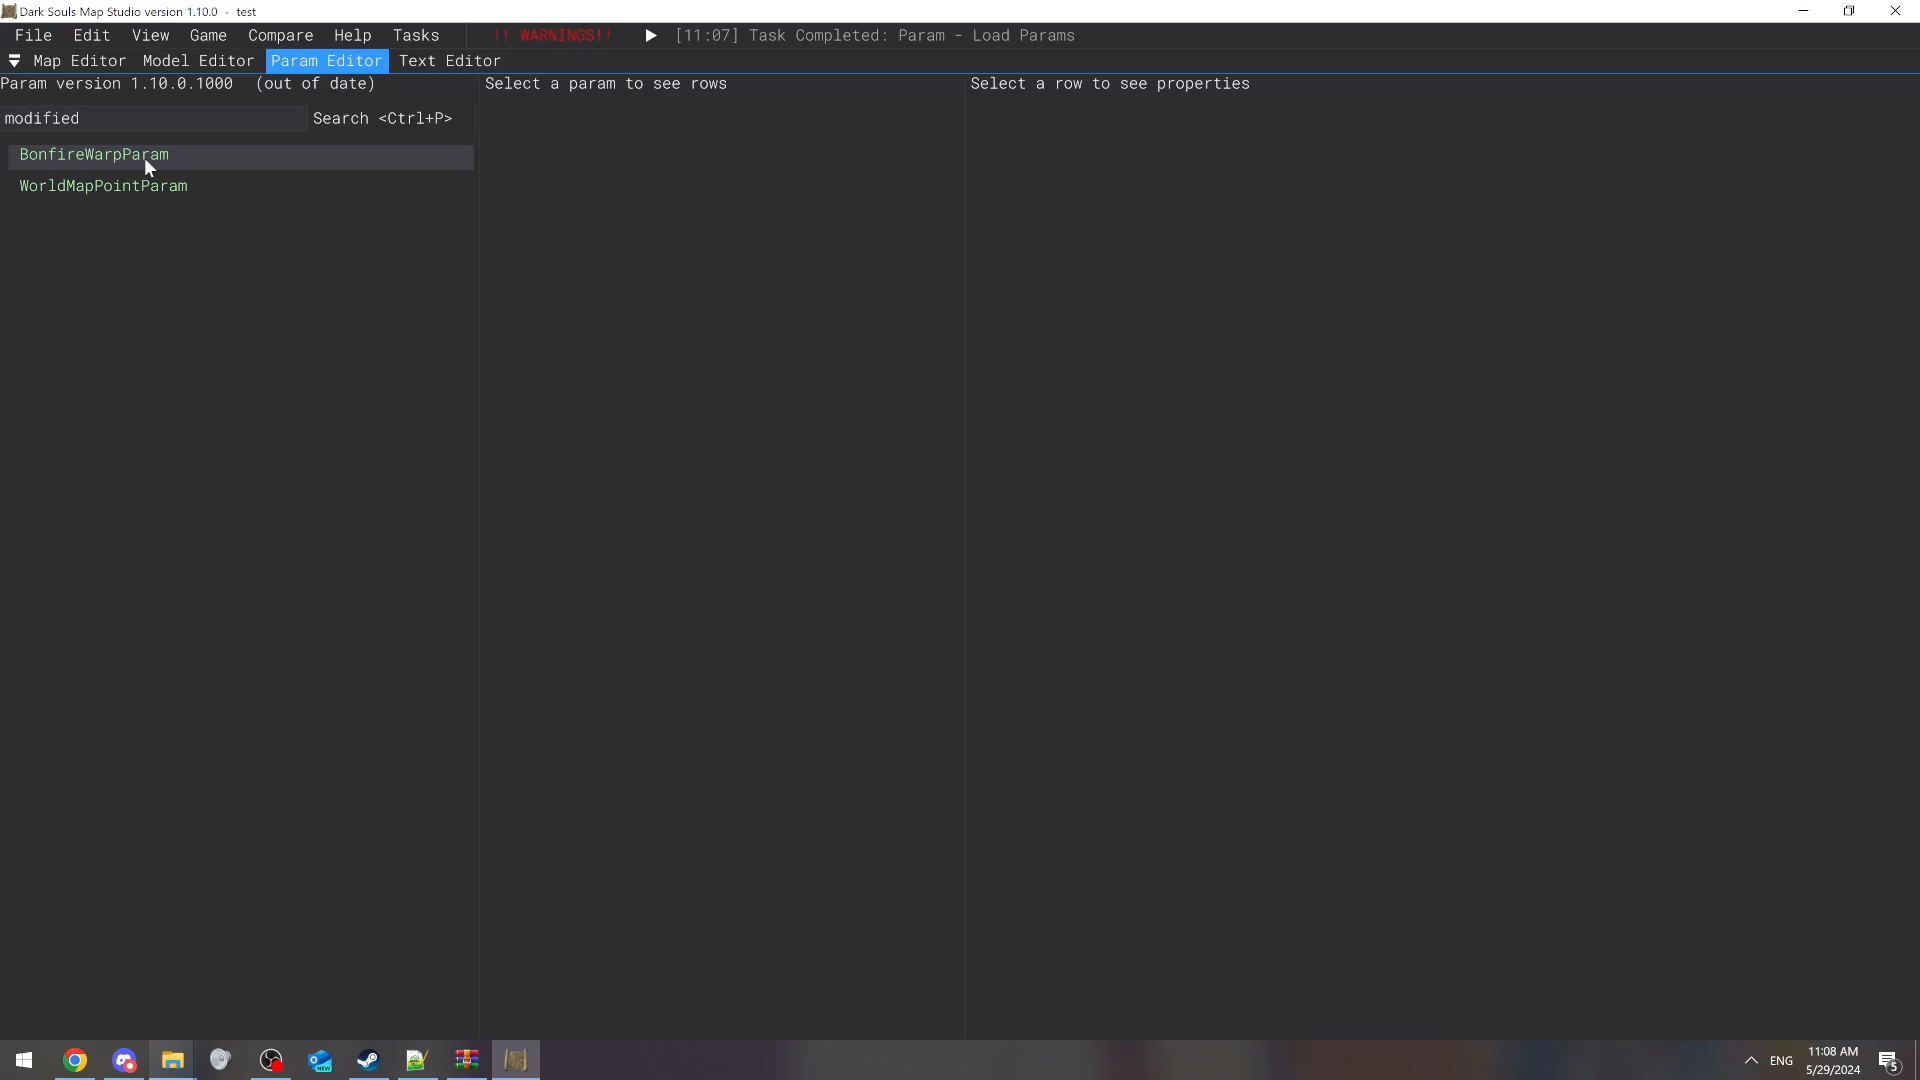 Dark Souls Map Studio version 1.10.0 - test
File Edit View Game Compare Help Tasks !! WARNINGS!! [11:07] Task Completed: Param - Load Params
Map Editor Model Editor Param Editor Text Editor
Param version 1.10.0.1000 (out of date) Select a param to see rows Select a row to see properties
modified Search <Ctrl+P>
BonfireWarpParam
WorldMapPointParam
NEW
ENG 11:08 AM
5/29/2024 5